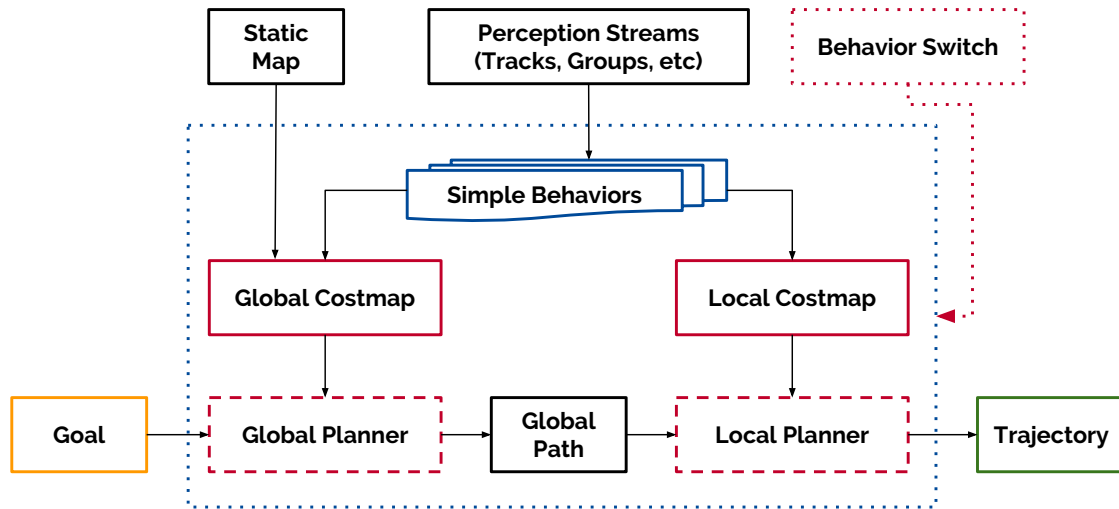 Static
Map
Perception Streams
(Tracks, Groups, etc)
Behavior Switch
Simple Behaviors
Global Costmap
Local Costmap
Goal
Global Planner
Global
Path
Local Planner
Trajectory